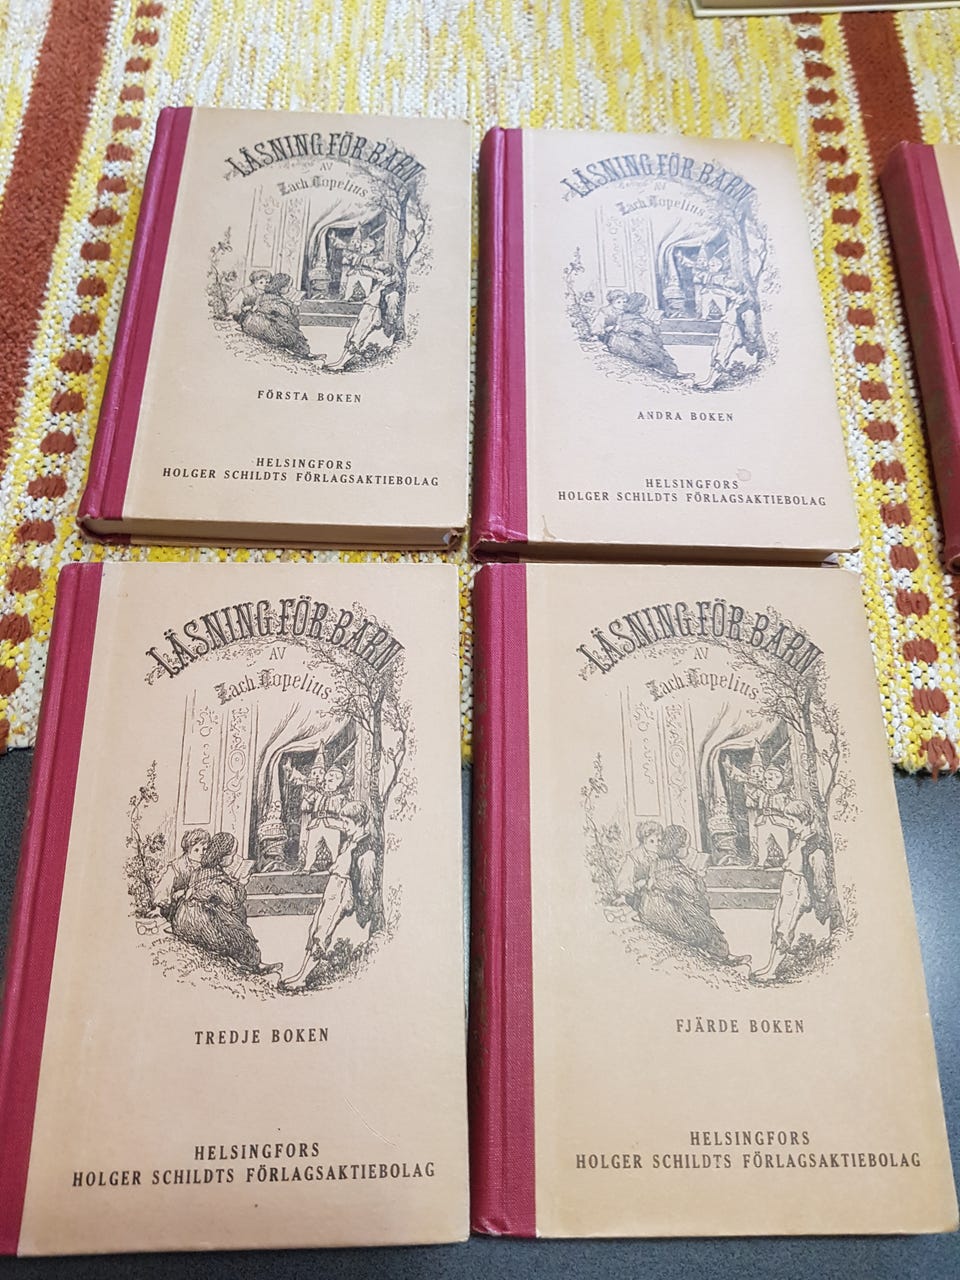 LÄSNING FÖR BARN
AV
Zach. Topelius
FÖRSTA BOKEN
HELSINGFORS
HOLGER SCHILDTS FÖRLAGSAKTIEBOLAG
LÄSNING FÖR BARN
AV
Zach. Topelius
ANDRA BOKEN
HELSINGFORS
HOLGER SCHILDTS FÖRLAGSAKTIEBOLAG
LÄSNING FÖR BARN
AV
Zach. Topelius
TREDJE BOKEN
HELSINGFORS
HOLGER SCHILDTS FÖRLAGSAKTIEBOLAG
LÄSNING FÖR BARN
AV
Zach. Topelius
FJÄRDE BOKEN
HELSINGFORS
HOLGER SCHILDTS FÖRLAGSAKTIEBOLAG